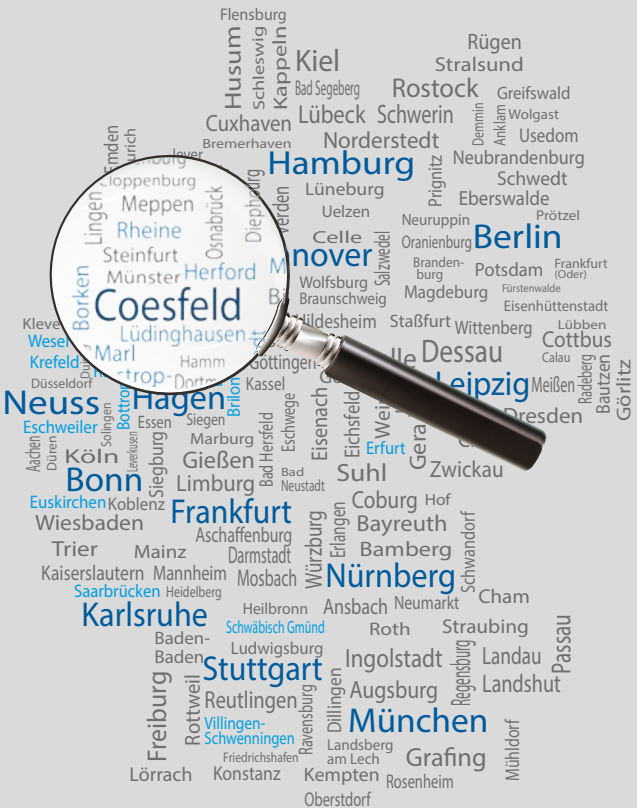 Flensburg
Husum
Schleswig
Kappeln
Kiel
Bad Segeberg
Rügen
Stralsund
Rostock
Greifswald
Cuxhaven
Lübeck
Schwerin
Demmin
Anklam
Wolgast
Usedom
Bremerhaven
Norderstedt
Emden
Hamburg
Prignitz
Neubrandenburg
Schwedt
Cloppenburg
Lüneburg
Eberswalde
Lingen
Meppen
Osnabrück
Uelzen
Neuruppin
Prötzel
Rheine
Celle
Salzwedel
Oranienburg
Berlin
Steinfurt
Münster
Herford
nnover
Wolfsburg
Branden-
burg
Potsdam
Frankfurt
(Oder)
Borken
Braunschweig
Magdeburg
Fürstenwalde
Coesfeld
Eisenhüttenstadt
Kleve
Lüdinghausen
ildesheim
Staßfurt
Wittenberg
Lübben
Wesel
Cottbus
Krefeld
Marl
Hamm
Göttingen
Dessau
Calau
Düsseldorf
Kassel
Leipzig
Meißen
Radeberg
Bautzen
Görlitz
Neuss
Bottrop
Hagen
Brilon
Dresden
Eschweiler
Solingen
Essen
Siegen
Eschwege
Eisenach
Eichsfeld
Aachen
Düren
Köln
Leverkusen
Siegburg
Marburg
Bad Hersfeld
Erfurt
Gera
Gießen
Bonn
Limburg
Bad
Neustadt
Suhl
Zwickau
Euskirchen
Koblenz
Frankfurt
Coburg
Hof
Wiesbaden
Würzburg
Erlangen
Bayreuth
Schwandorf
Aschaffenburg
Trier
Mainz
Darmstadt
Bamberg
Kaiserslautern
Mannheim
Mosbach
Nürnberg
Saarbrücken
Heidelberg
Cham
Karlsruhe
Heilbronn
Ansbach
Neumarkt
Schwäbisch Gmünd
Roth
Straubing
Baden-
Baden
Ludwigsburg
Ingolstadt
Regensburg
Landau
Passau
Stuttgart
Freiburg
Rottweil
Reutlingen
Ravensburg
Dillingen
Augsburg
Landshut
Villingen-
Schwenningen
München
Mühldorf
Friedrichshafen
Landsberg
am Lech
Grafing
Lörrach
Konstanz
Kempten
Rosenheim
Oberstdorf